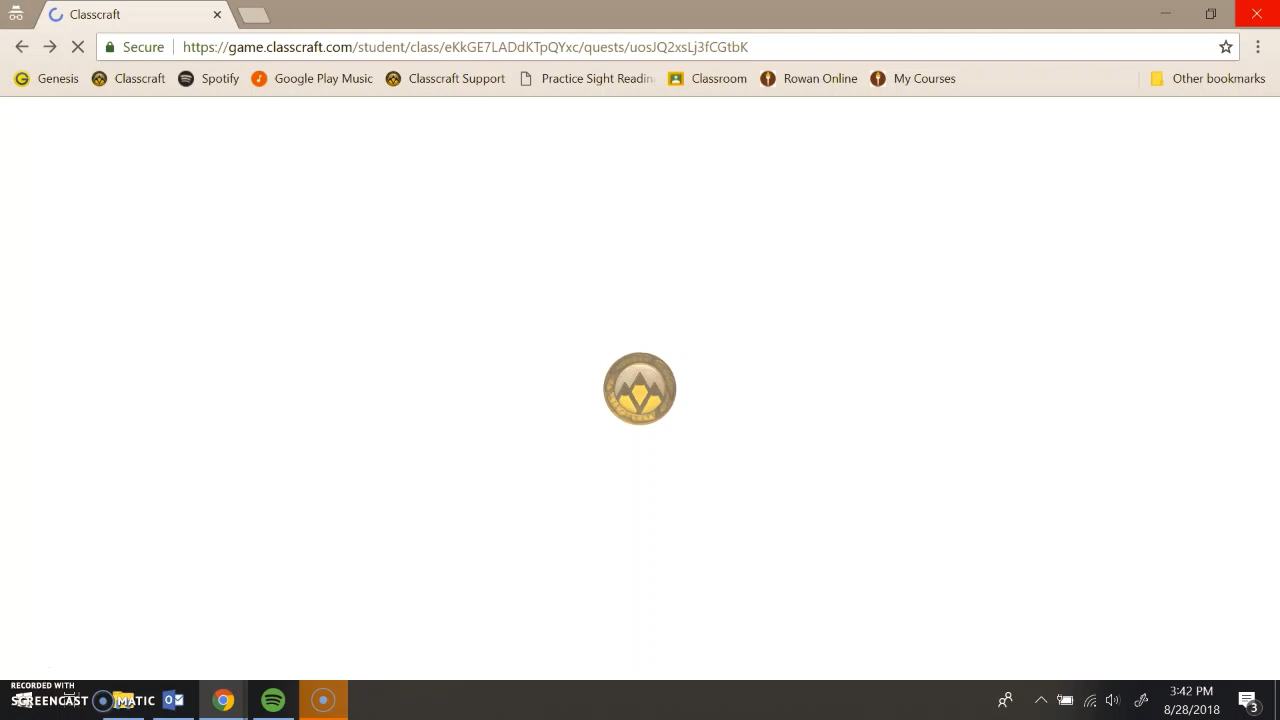 Classcraft
Secure
https://game.classcraft.com/student/class/eKkGE7LADdKTpQYxc/quests/uosJQ2xsLj3fCGtbK
Genesis
Classcraft
Spotify
Google Play Music
Classcraft Support
Practice Sight Readin
Classroom
Rowan Online
My Courses
Other bookmarks
RECORDED WITH
SCREENCAST MATIC
3:42 PM
8/28/2018
3